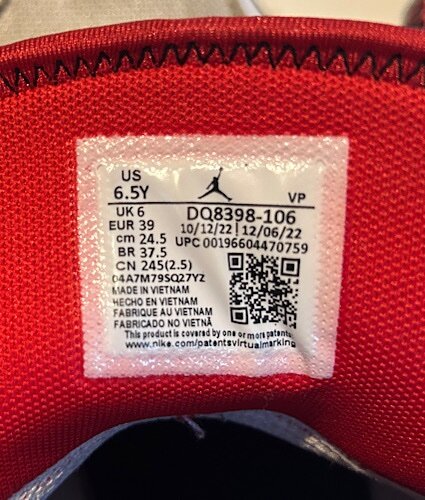 US
6.5Y
VP
UK 6
EUR 39
cm 24.5
BR 37.5
CN 245(2.5)
DQ8398-106
10/12/22 | 12/06/22
UPC 00196604470759
04A7M79SQ27YZ
MADE IN VIETNAM
HECHO EN VIETNAM
FABRIQUE AU VIETNAM
FABRICADO NO VIETNÃ
This product is covered by one or more patents
www.nike.com/patentsvirtualmarking